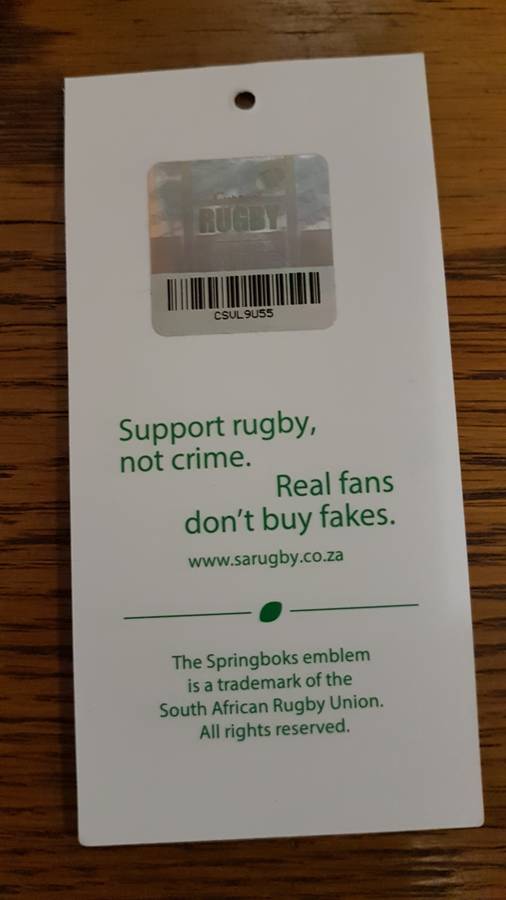 RUGBY
CSVL9U55
Support rugby,
not crime.
Real fans
don't buy fakes.
www.sarugby.co.za
The Springboks emblem
is a trademark of the
South African Rugby Union.
All rights reserved.